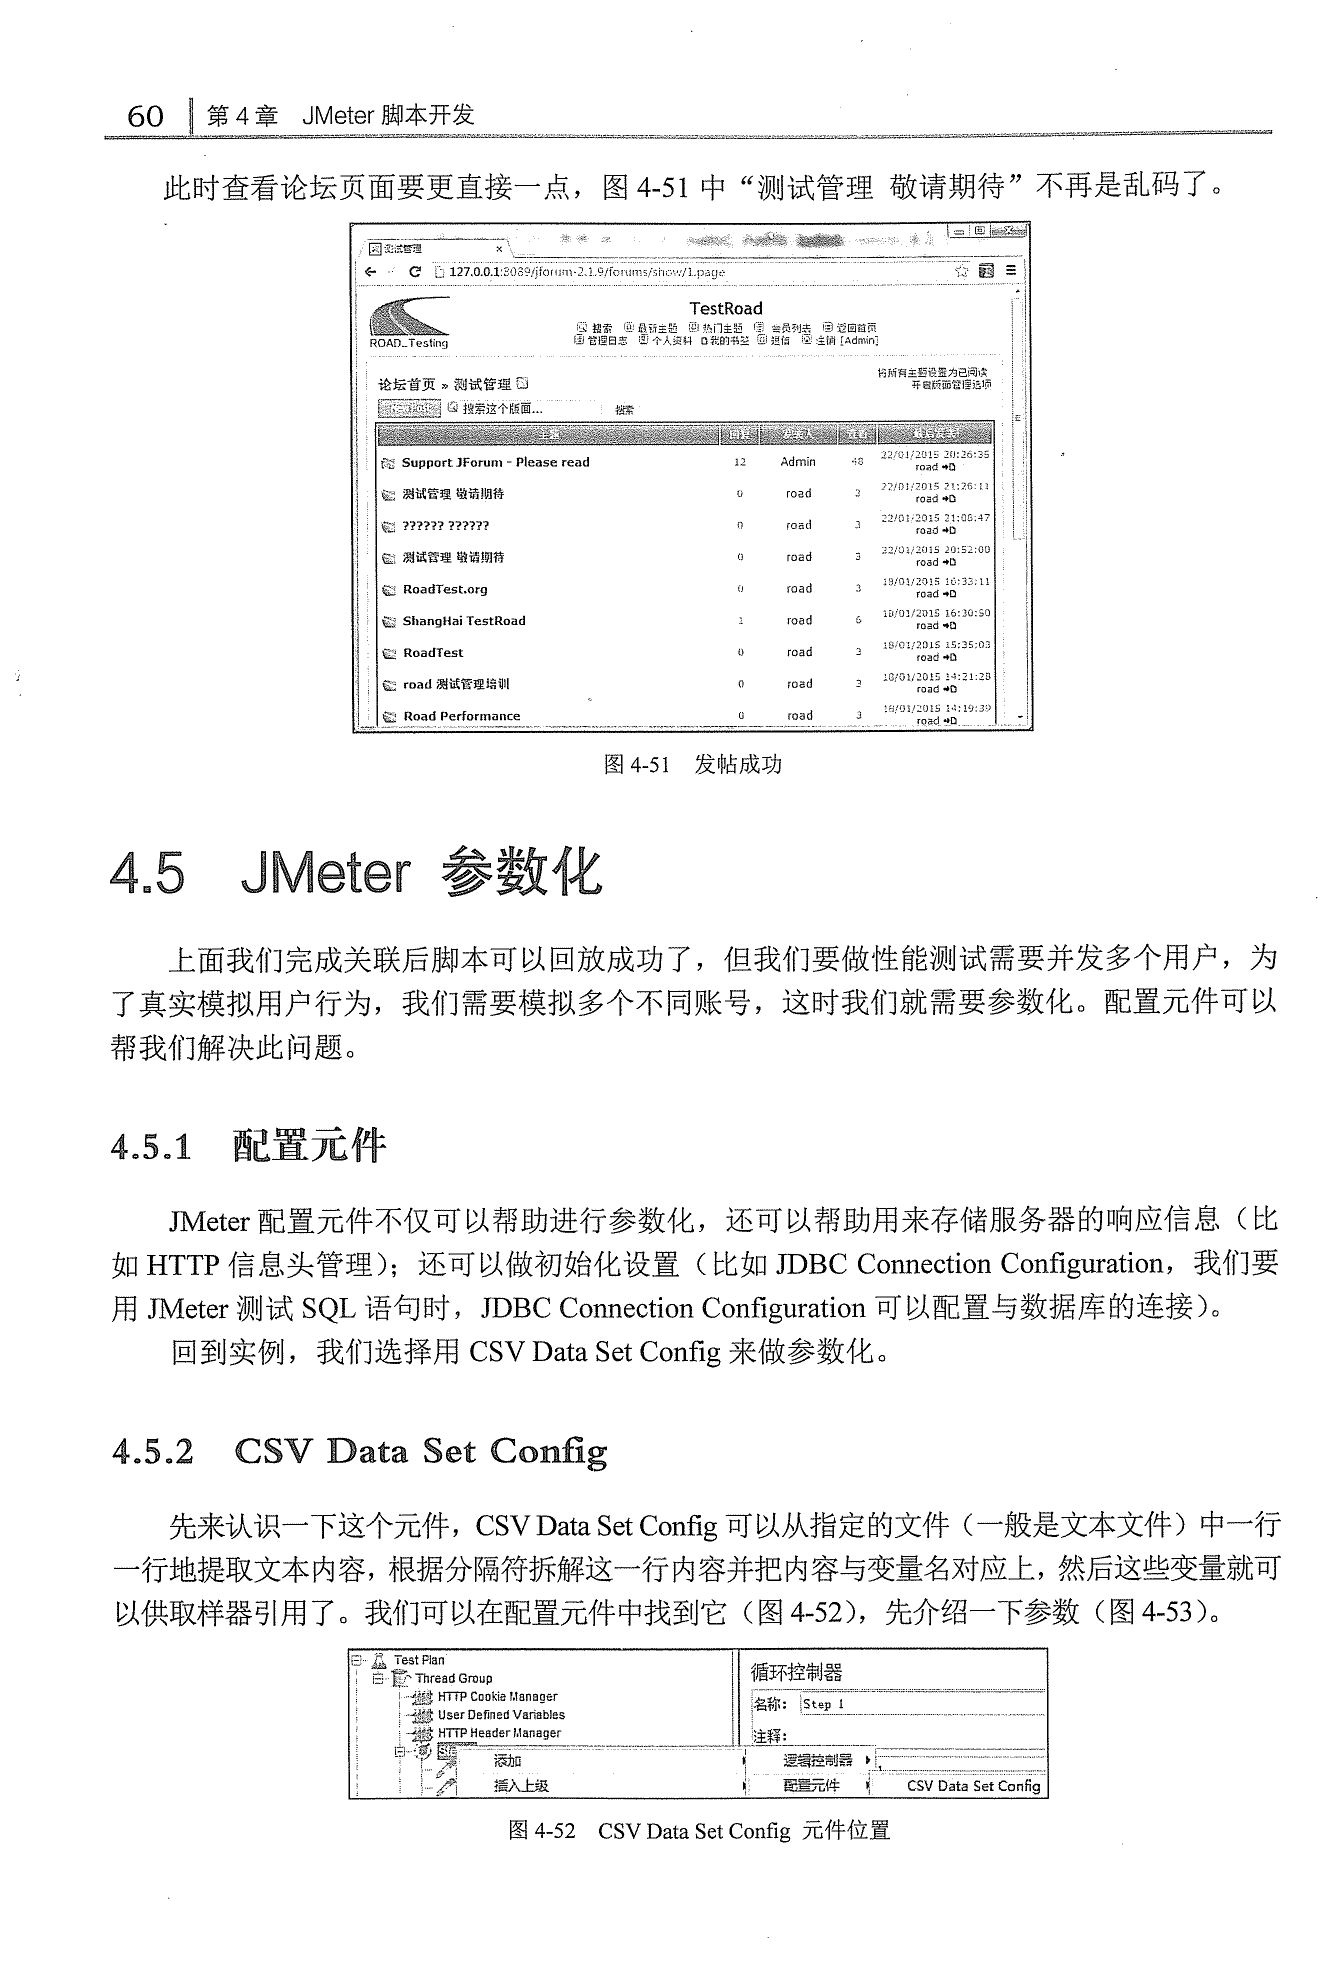 60 第 4 章 JMeter 脚本开发
此时查看论坛页面要更直接一点，图 4-51 中“测试管理 敬请期待”不再是乱码了。
测试管理
127.0.0.1:8089/jforum-2.1.9/forums/show/1.page
TestRoad
ROAD_Testing
搜索 最新主题 热门主题 会员列表 返回首页
管理日志 个人资料 我的书签 短信 注销 [Admin]
将所有主题设置为已阅读
开启版面管理选项
论坛首页 » 测试管理
搜索这个版面... 搜索
主题 回复 发表人 查看 最后发表
Support JForum - Please read 12 Admin 48 22/01/2015 20:26:35
road
测试管理 敬请期待 0 road 3 22/01/2015 21:26:11
road
?????? ?????? 0 road 3 22/01/2015 21:08:47
road
测试管理 敬请期待 0 road 3 22/01/2015 20:52:00
road
RoadTest.org 0 road 3 19/01/2015 16:33:11
road
ShangHai TestRoad 1 road 6 18/01/2015 16:30:50
road
RoadTest 0 road 3 18/01/2015 15:35:03
road
road 测试管理培训 0 road 3 18/01/2015 14:21:28
road
Road Performance 0 road 3 18/01/2015 14:19:39
road
图 4-51 发帖成功
4.5 JMeter 参数化
上面我们完成关联后脚本可以回放成功了，但我们要做性能测试需要并发多个用户，为
了真实模拟用户行为，我们需要模拟多个不同账号，这时我们就需要参数化。配置元件可以
帮我们解决此问题。
4.5.1 配置元件
JMeter 配置元件不仅可以帮助进行参数化，还可以帮助用来存储服务器的响应信息（比
如 HTTP 信息头管理）；还可以做初始化设置（比如 JDBC Connection Configuration，我们要
用 JMeter 测试 SQL 语句时，JDBC Connection Configuration 可以配置与数据库的连接）。
回到实例，我们选择用 CSV Data Set Config 来做参数化。
4.5.2 CSV Data Set Config
先来认识一下这个元件，CSV Data Set Config 可以从指定的文件（一般是文本文件）中一行
一行地提取文本内容，根据分隔符拆解这一行内容并把内容与变量名对应上，然后这些变量就可
以供取样器引用了。我们可以在配置元件中找到它（图 4-52），先介绍一下参数（图 4-53）。
Test Plan
Thread Group
HTTP Cookie Manager
User Defined Variables
HTTP Header Manager
循环控制器
名称： Step 1
注释：
添加 逻辑控制器
插入上级 配置元件 CSV Data Set Config
图 4-52 CSV Data Set Config 元件位置